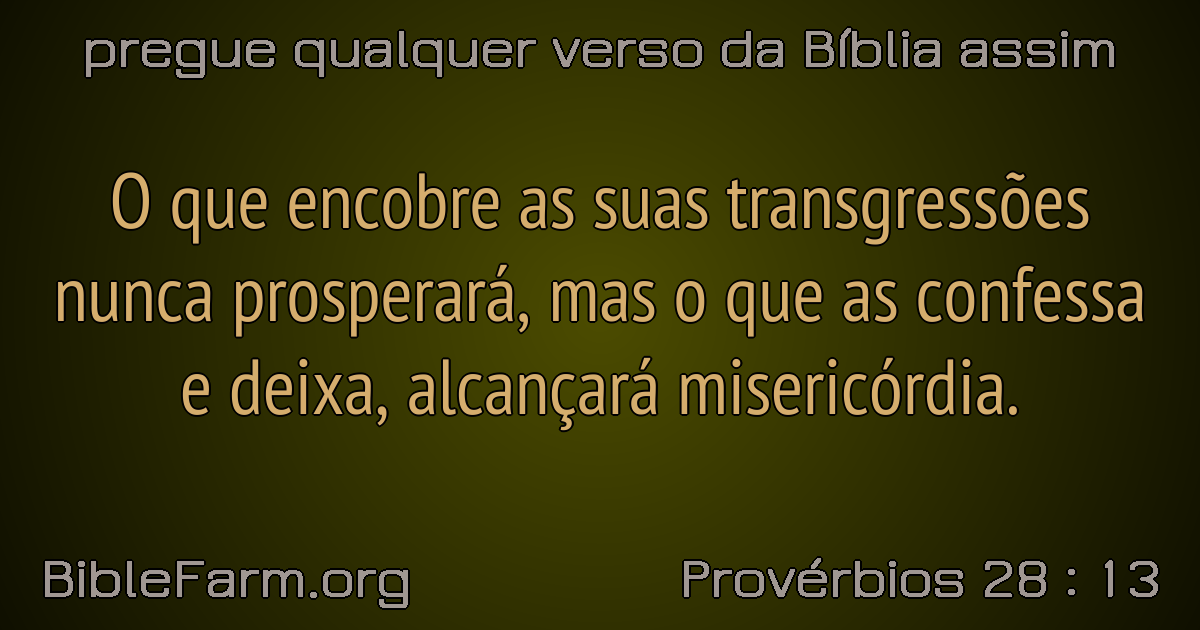 pregue qualquer verso da Bíblia assim
O que encobre as suas transgressões
nunca prosperará, mas o que as confessa
e deixa, alcançará misericórdia.
BibleFarm.org
Provérbios 28 : 13